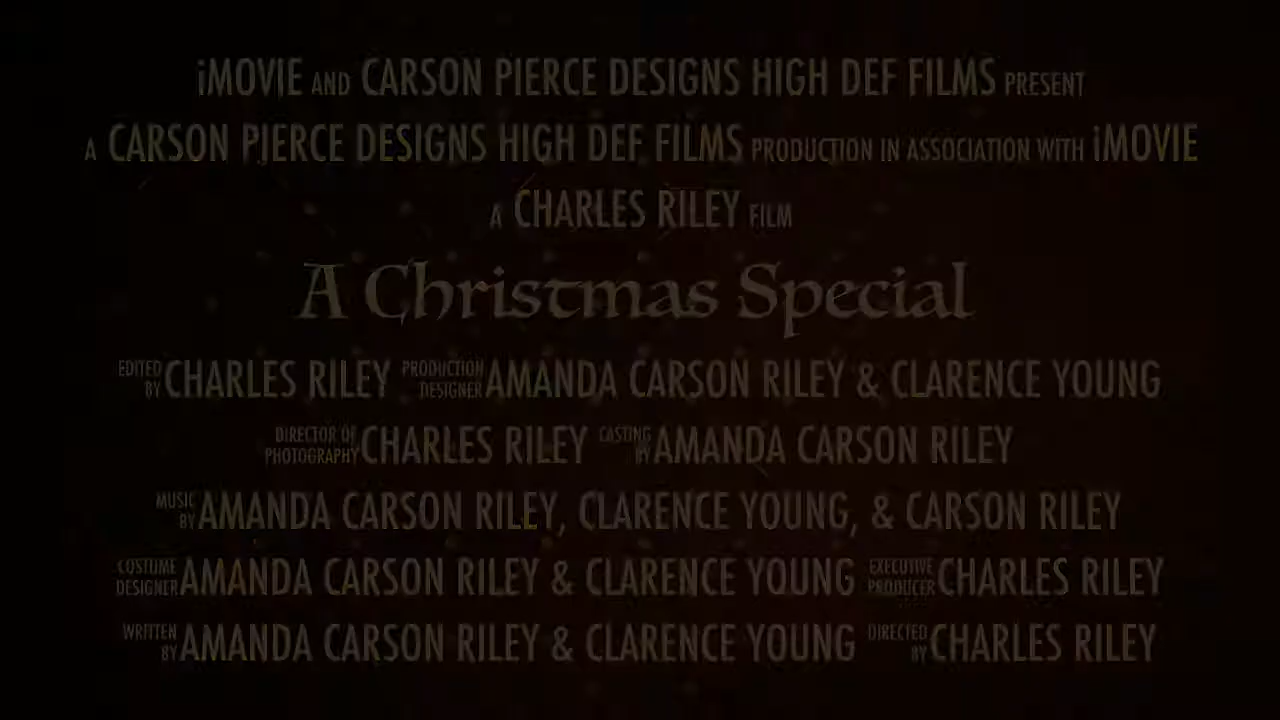 iMOVIE AND CARSON PIERCE DESIGNS HIGH DEF FILMS PRESENT
A CARSON PIERCE DESIGNS HIGH DEF FILMS PRODUCTION IN ASSOCIATION WITH iMOVIE
A CHARLES RILEY FILM
A Christmas Special
EDITED BY CHARLES RILEY PRODUCTION DESIGNER AMANDA CARSON RILEY & CLARENCE YOUNG
DIRECTOR OF PHOTOGRAPHY CHARLES RILEY CASTING BY AMANDA CARSON RILEY
MUSIC BY AMANDA CARSON RILEY, CLARENCE YOUNG, & CARSON RILEY
COSTUME DESIGNER AMANDA CARSON RILEY & CLARENCE YOUNG EXECUTIVE PRODUCER CHARLES RILEY
WRITTEN BY AMANDA CARSON RILEY & CLARENCE YOUNG DIRECTED BY CHARLES RILEY